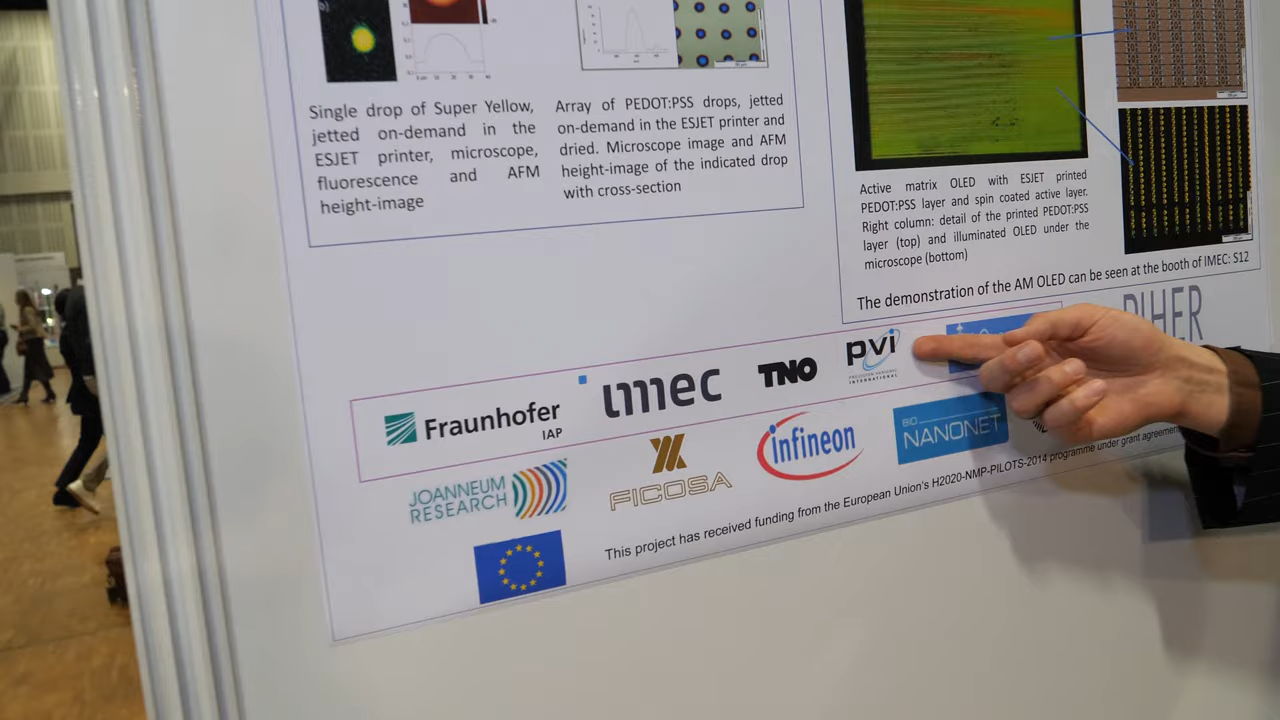 Single drop of Super Yellow,
jetted on-demand in the
ESJET printer, microscope,
fluorescence and AFM
height-image
Array of PEDOT:PSS drops, jetted
on-demand in the ESJET printer and
dried. Microscope image and AFM
height-image of the indicated drop
with cross-section
Active matrix OLED with ESJET printed
PEDOT:PSS layer and spin coated active layer.
Right column: detail of the printed PEDOT:PSS
layer (top) and illuminated OLED under the
microscope (bottom)
The demonstration of the AM OLED can be seen at the booth of IMEC: S12
Fraunhofer
IAP
imec
TNO
pvi
INTERNATIONAL
PIHER
JOANNEUM
RESEARCH
FICOSA
infineon
BIO
NANONET
This project has received funding from the European Union's H2020-NMP-PILOTS-2014 programme under grant agreement